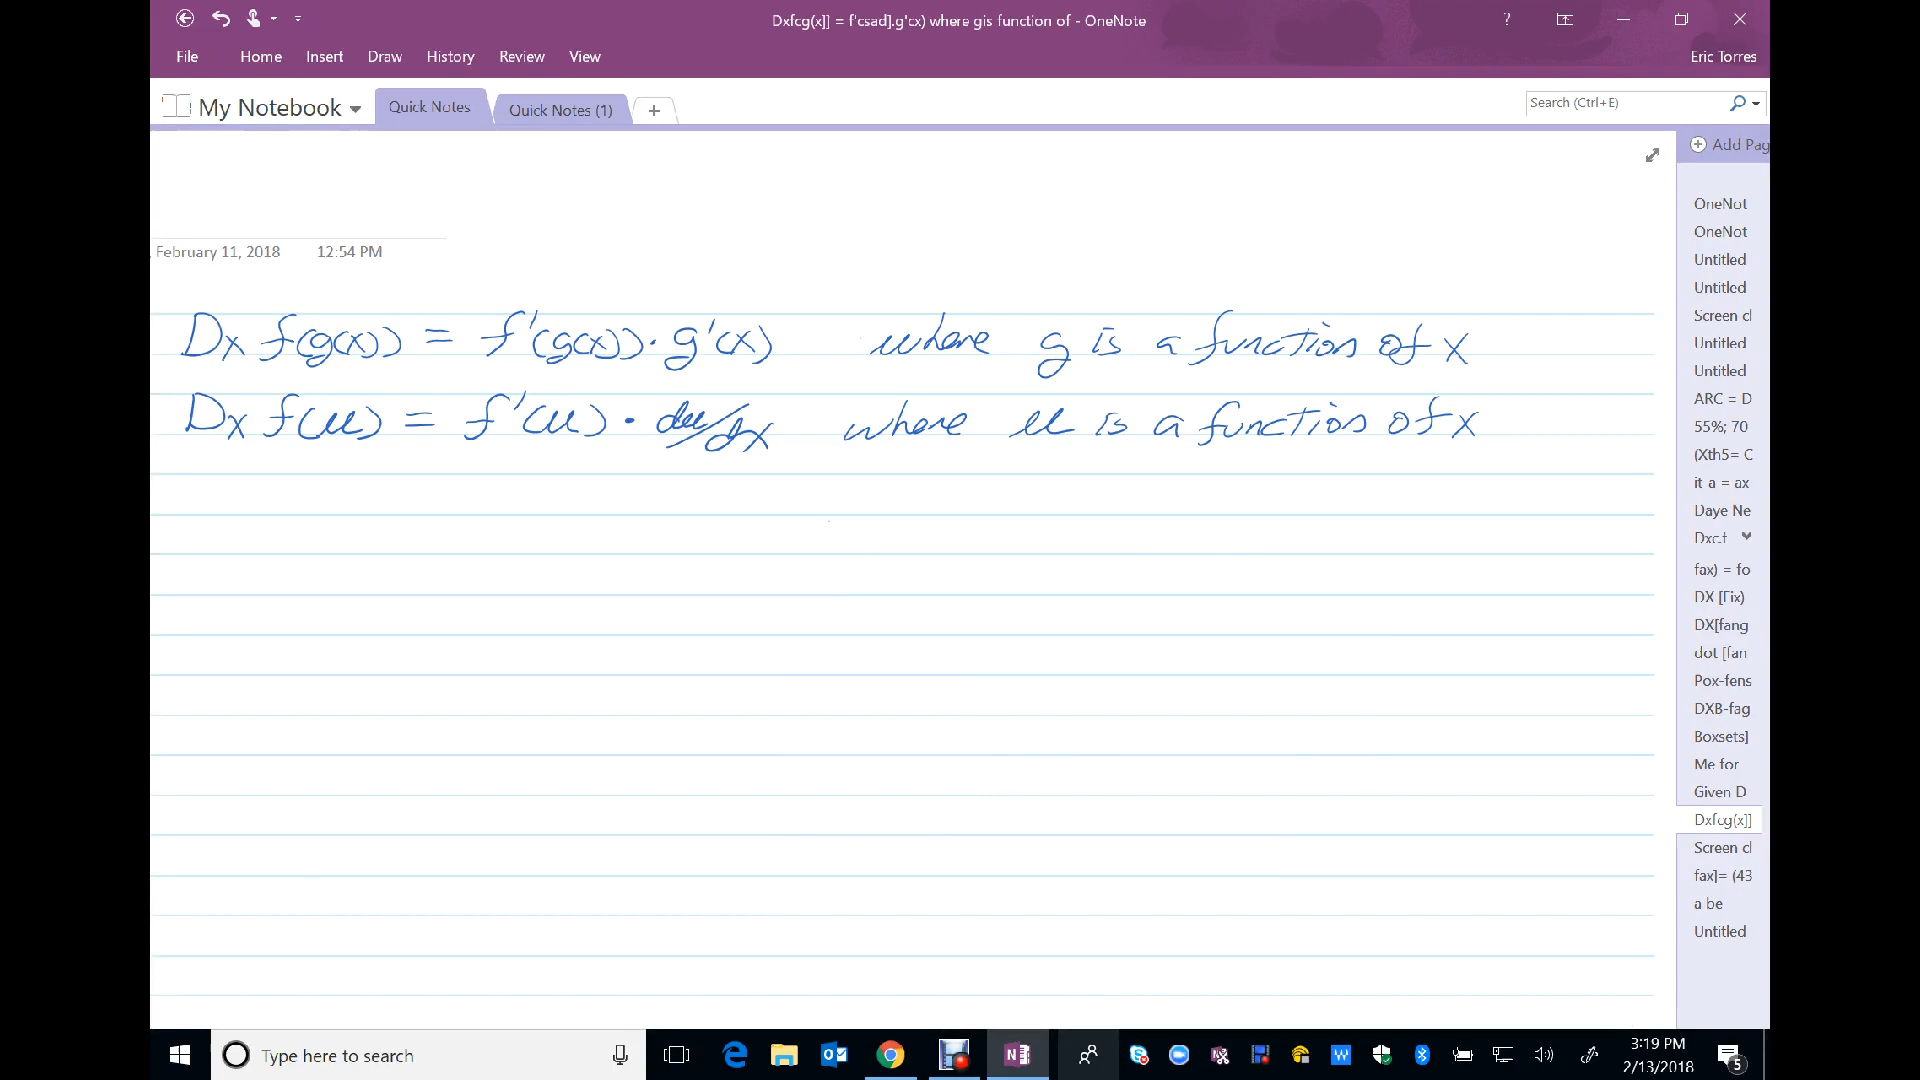 Dxfcg(x]] = f'csad].g'cx) where gis function of - OneNote
?
File Home Insert Draw History Review View
Eric Torres
My Notebook Quick Notes Quick Notes (1) +
Search (Ctrl+E)
Add Pag
February 11, 2018 12:54 PM
Dx f(g(x)) = f'(g(x)) · g'(x) where g is a function of x
Dx f(u) = f'(u) · du/dx where u is a function of x
OneNot
OneNot
Untitled
Untitled
Screen cl
Untitled
Untitled
ARC = D
55%; 70
(Xth5= C
it a = ax
Daye Ne
Dxc.t
fax) = fo
DX [Fix)
DX[fang
dot [fan
Pox-fens
DXB-fag
Boxsets]
Me for
Given D
Dxfcg(x]]
Screen cl
fax]= (43
a be
Untitled
Type here to search
3:19 PM
2/13/2018
5